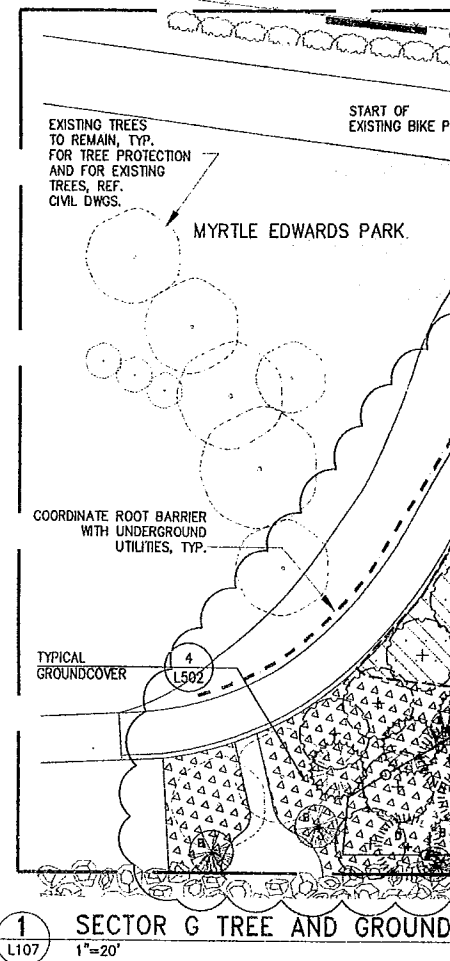 START OF
EXISTING BIKE P
EXISTING TREES
TO REMAIN, TYP.
FOR TREE PROTECTION
AND FOR EXISTING
TREES, REF.
CIVIL DWGS.
MYRTLE EDWARDS PARK
COORDINATE ROOT BARRIER
WITH UNDERGROUND
UTILITIES, TYP.
TYPICAL
GROUNDCOVER
4
L502
B
B
B
1
L107
SECTOR G TREE AND GROUND
1"=20'